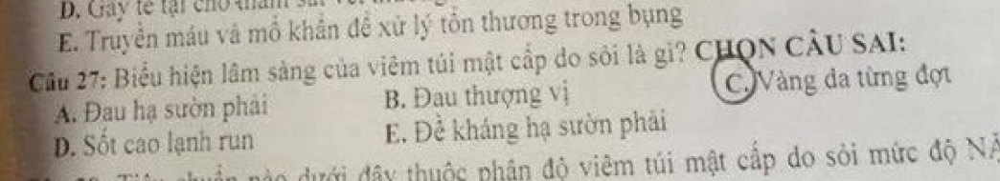 D. Gây tê tại chỗ
E. Truyền máu và mổ khẩn để xử lý tổn thương trong bụng
Câu 27: Biểu hiện lâm sàng của viêm túi mật cấp do sỏi là gì? CHỌN CÂU SAI:
A. Đau hạ sườn phải B. Đau thượng vị C. Vàng da từng đợt
D. Sốt cao lạnh run E. Đề kháng hạ sườn phải
nào dưới đây thuộc phân độ viêm túi mật cấp do sỏi mức độ